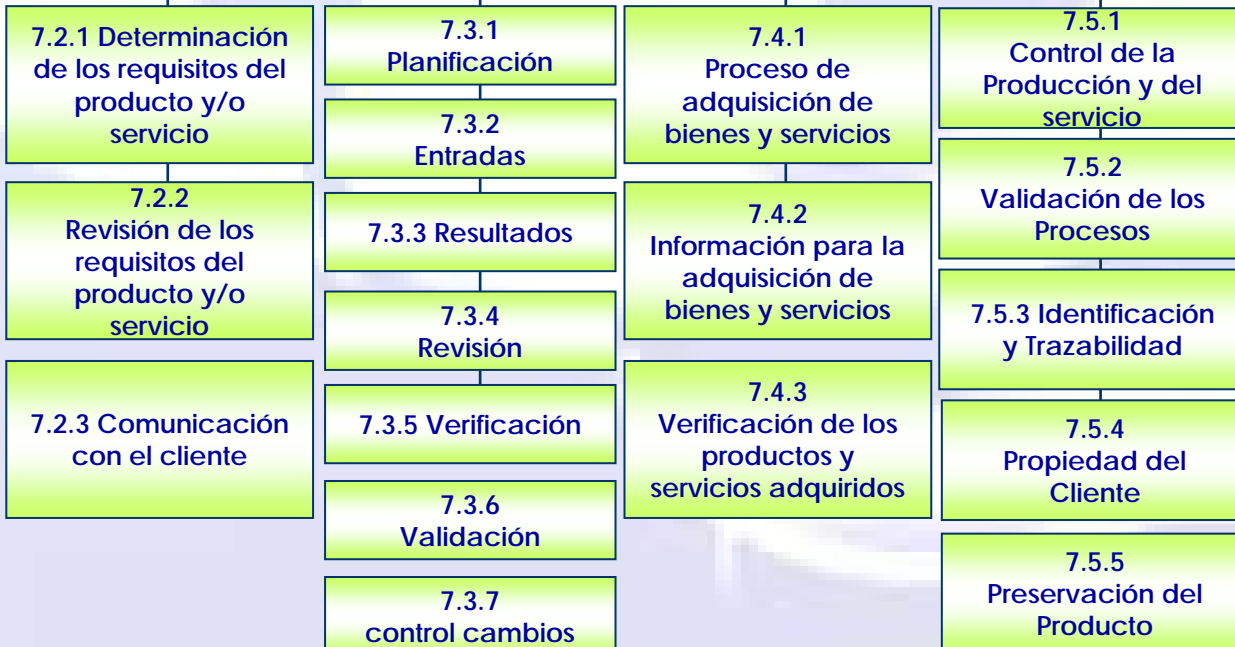 7.2.1 Determinación
de los requisitos del
producto y/o
servicio
7.2.2
Revisión de los
requisitos del
producto y/o
servicio
7.2.3 Comunicación
con el cliente
7.3.1
Planificación
7.3.2
Entradas
7.3.3 Resultados
7.3.4
Revisión
7.3.5 Verificación
7.3.6
Validación
7.3.7
control cambios
7.4.1
Proceso de
adquisición de
bienes y servicios
7.4.2
Información para la
adquisición de
bienes y servicios
7.4.3
Verificación de los
productos y
servicios adquiridos
7.5.1
Control de la
Producción y del
servicio
7.5.2
Validación de los
Procesos
7.5.3 Identificación
y Trazabilidad
7.5.4
Propiedad del
Cliente
7.5.5
Preservación del
Producto